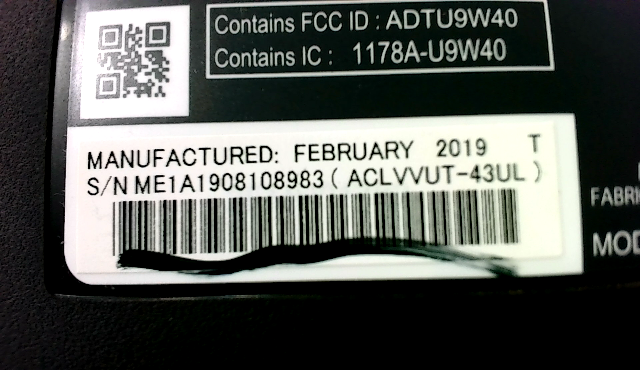 Contains FCC ID : ADTU9W40
Contains IC : 1178A-U9W40
MANUFACTURED: FEBRUARY 2019 T
S/N ME1A1908108983 ( ACLVVUT-43UL )